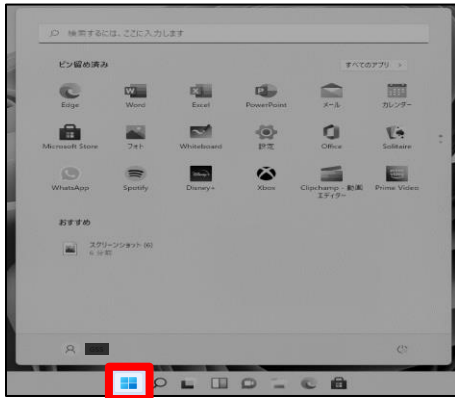 検索するには、ここに入力します
ピン留め済み
すべてのアプリ >
Edge
Word
Excel
PowerPoint
メール
カレンダー
Microsoft Store
フォト
Whiteboard
設定
Office
Solitaire
WhatsApp
Spotify
Disney+
Xbox
Clipchamp - 動画
エディター
Prime Video
おすすめ
スクリーンショット (6)